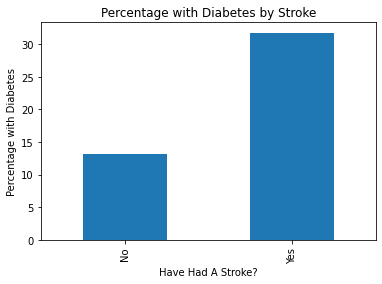 Percentage with Diabetes by Stroke
Percentage with Diabetes
30
25
20
15
10
5
0
No
Yes
Have Had A Stroke?